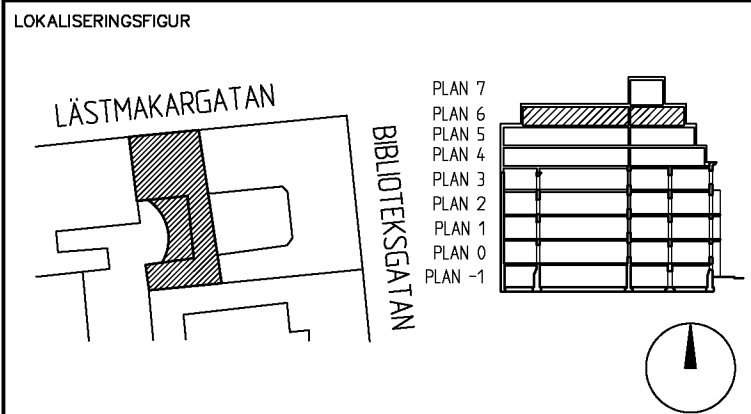 LOKALISERINGSFIGUR
LÄSTMAKARGATAN
BIBLIOTEKSGATAN
PLAN 7
PLAN 6
PLAN 5
PLAN 4
PLAN 3
PLAN 2
PLAN 1
PLAN 0
PLAN -1